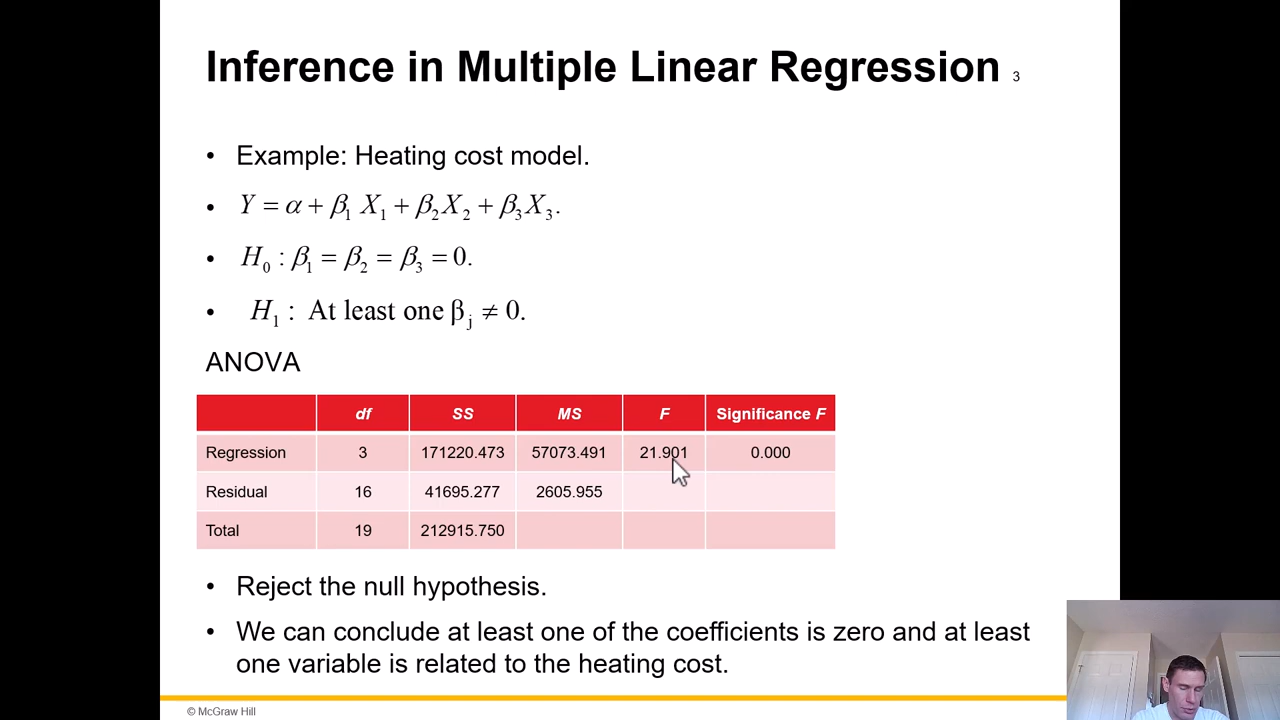 Inference in Multiple Linear Regression 3
• Example: Heating cost model.
• Y = α + β₁ X₁ + β₂ X₂ + β₃ X₃.
• H₀ : β₁ = β₂ = β₃ = 0.
• H₁ : At least one βⱼ ≠ 0.
ANOVA
df SS MS F Significance F
Regression 3 171220.473 57073.491 21.901 0.000
Residual 16 41695.277 2605.955
Total 19 212915.750
• Reject the null hypothesis.
• We can conclude at least one of the coefficients is zero and at least
one variable is related to the heating cost.
© McGraw Hill